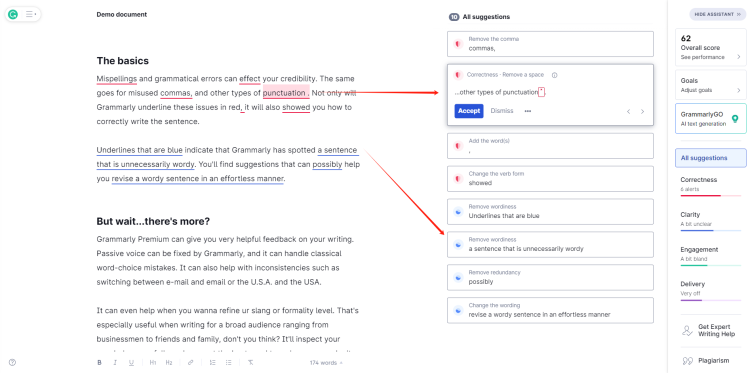 Demo document
The basics
Mispellings and grammatical errors can effect your credibility. The same
goes for misused commas, and other types of punctuation . Not only will
Grammarly underline these issues in red, it will also showed you how to
correctly write the sentence.
Underlines that are blue indicate that Grammarly has spotted a sentence
that is unnecessarily wordy. You'll find suggestions that can possibly help
you revise a wordy sentence in an effortless manner.
But wait...there's more?
Grammarly Premium can give you very helpful feedback on your writing.
Passive voice can be fixed by Grammarly, and it can handle classical
word-choice mistakes. It can also help with inconsistencies such as
switching between e-mail and email or the U.S.A. and the USA.
It can even help when you wanna refine ur slang or formality level. That's
especially useful when writing for a broad audience ranging from
businessmen to friends and family, don't you think? It'll inspect your
B I U H1 H2
174 words
10 All suggestions
Remove the comma
commas,
Correctness · Remove a space
...other types of punctuation
Accept Dismiss
Add the word(s)
,
Change the verb form
showed
Remove wordiness
Underlines that are blue
Remove wordiness
a sentence that is unnecessarily wordy
Remove redundancy
possibly
Change the wording
revise a wordy sentence in an effortless manner
HIDE ASSISTANT
62
Overall score
See performance
Goals
Adjust goals
GrammarlyGO
AI text generation
All suggestions
Correctness
6 alerts
Clarity
A bit unclear
Engagement
A bit bland
Delivery
Very off
Get Expert
Writing Help
Plagiarism